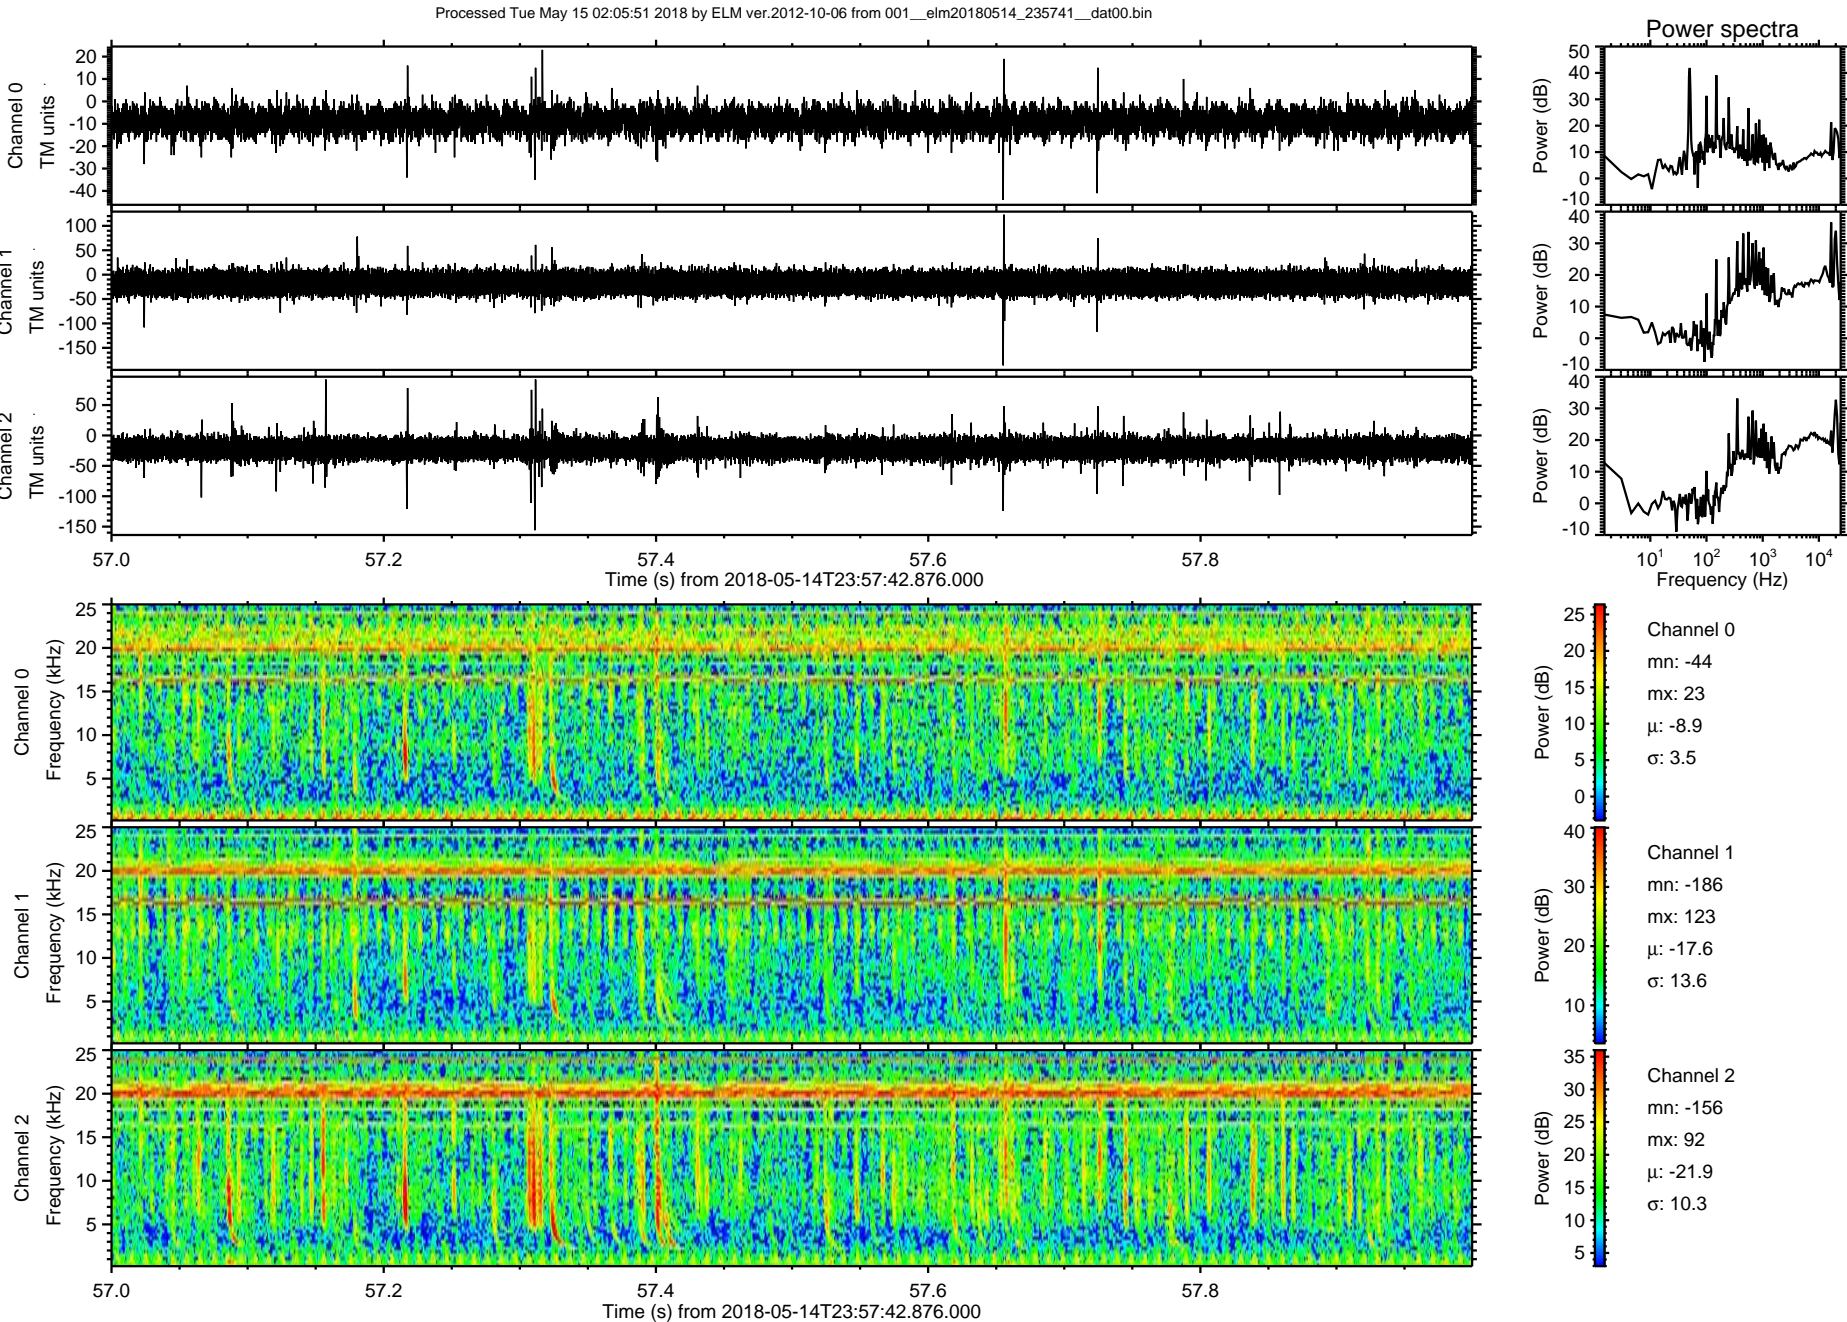 Processed Tue May 15 02:05:51 2018 by ELM ver.2012-10-06 from 001__elm20180514_235741__dat00.bin
Power spectra
Channel 0
TM units
20
10
0
-10
-20
-30
-40
Power (dB)
50
40
30
20
10
0
-10
Channel 1
TM units
100
50
0
-50
-100
-150
Power (dB)
40
30
20
10
0
-10
Channel 2
TM units
50
0
-50
-100
-150
Power (dB)
40
30
20
10
0
-10
57.0 57.2 57.4 57.6 57.8
Time (s) from 2018-05-14T23:57:42.876.000
10¹ 10² 10³ 10⁴
Frequency (Hz)
Channel 0
Frequency (kHz)
25
20
15
10
5
Power (dB)
25
20
15
10
5
0
Channel 0
mn: -44
mx: 23
μ: -8.9
σ: 3.5
Channel 1
Frequency (kHz)
25
20
15
10
5
Power (dB)
40
30
20
10
Channel 1
mn: -186
mx: 123
μ: -17.6
σ: 13.6
Channel 2
Frequency (kHz)
25
20
15
10
5
Power (dB)
35
30
25
20
15
10
5
Channel 2
mn: -156
mx: 92
μ: -21.9
σ: 10.3
57.0 57.2 57.4 57.6 57.8
Time (s) from 2018-05-14T23:57:42.876.000